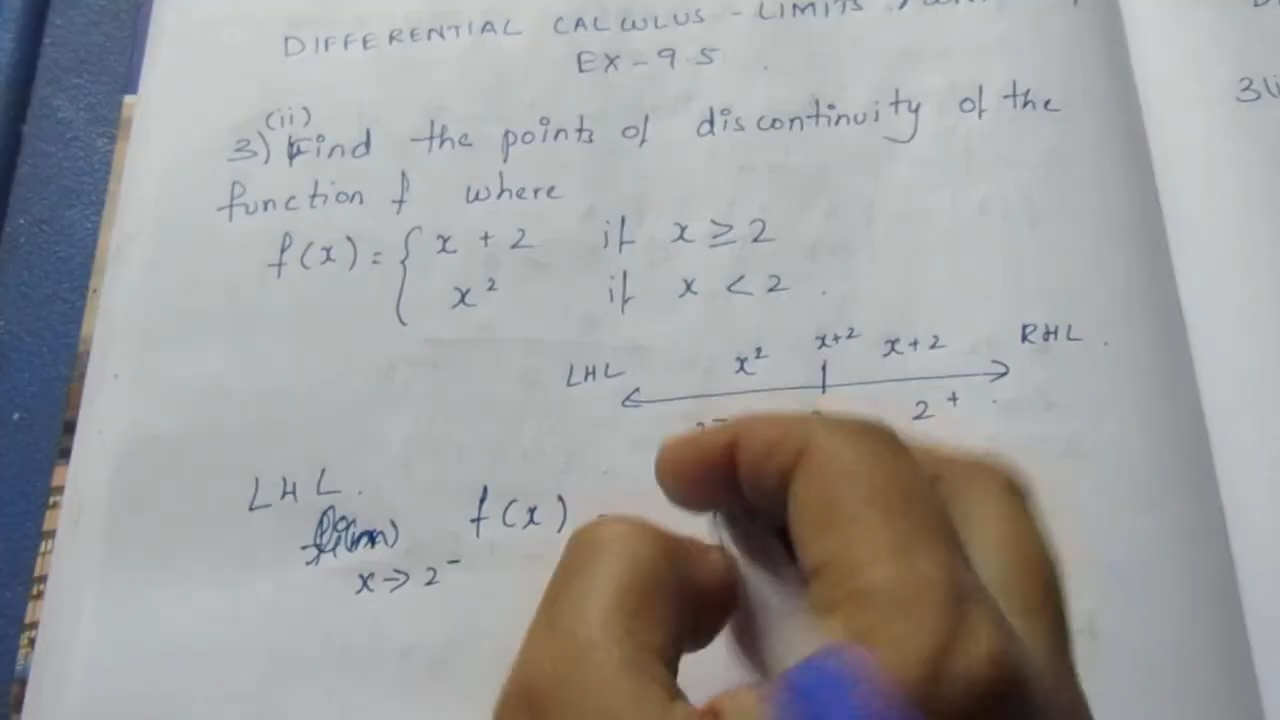 DIFFERENTIAL CALCULUS - LIMITS
EX - 9.5
(ii)
3) Find the points of discontinuity of the
function f where
f(x) = { x + 2 if x ≥ 2
x² if x < 2 .
LHL x² x+2 x+2 RHL .
2⁺
LHL.
lim f(x)
x → 2⁻